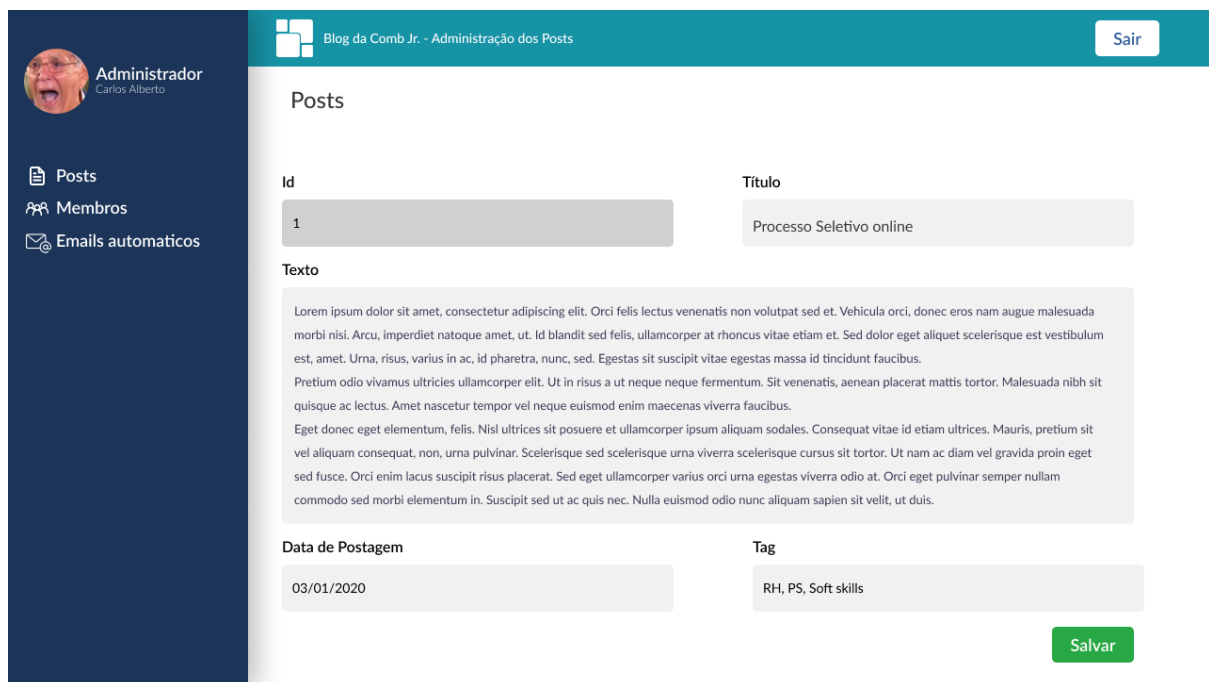 Blog da Comb Jr. - Administração dos Posts
Sair
Administrador
Carlos Alberto
Posts
Membros
Emails automaticos
Posts
Id
Título
1
Processo Seletivo online
Texto
Lorem ipsum dolor sit amet, consectetur adipiscing elit. Orci felis lectus venenatis non volutpat sed et. Vehicula orci, donec eros nam augue malesuada
morbi nisi. Arcu, imperdiet natoque amet, ut. Id blandit sed felis, ullamcorper at rhoncus vitae etiam et. Sed dolor eget aliquet scelerisque est vestibulum
est, amet. Urna, risus, varius in ac, id pharetra, nunc, sed. Egestas sit suscipit vitae egestas massa id tincidunt faucibus.
Pretium odio vivamus ultricies ullamcorper elit. Ut in risus a ut neque neque fermentum. Sit venenatis, aenean placerat mattis tortor. Malesuada nibh sit
quisque ac lectus. Amet nascetur tempor vel neque euismod enim maecenas viverra faucibus.
Eget donec eget elementum, felis. Nisl ultrices sit posuere et ullamcorper ipsum aliquam sodales. Consequat vitae id etiam ultrices. Mauris, pretium sit
vel aliquam consequat, non, urna pulvinar. Scelerisque sed scelerisque urna viverra scelerisque cursus sit tortor. Ut nam ac diam vel gravida proin eget
sed fusce. Orci enim lacus suscipit risus placerat. Sed eget ullamcorper varius orci urna egestas viverra odio at. Orci eget pulvinar semper nullam
commodo sed morbi elementum in. Suscipit sed ut ac quis nec. Nulla euismod odio nunc aliquam sapien sit velit, ut duis.
Data de Postagem
Tag
03/01/2020
RH, PS, Soft skills
Salvar